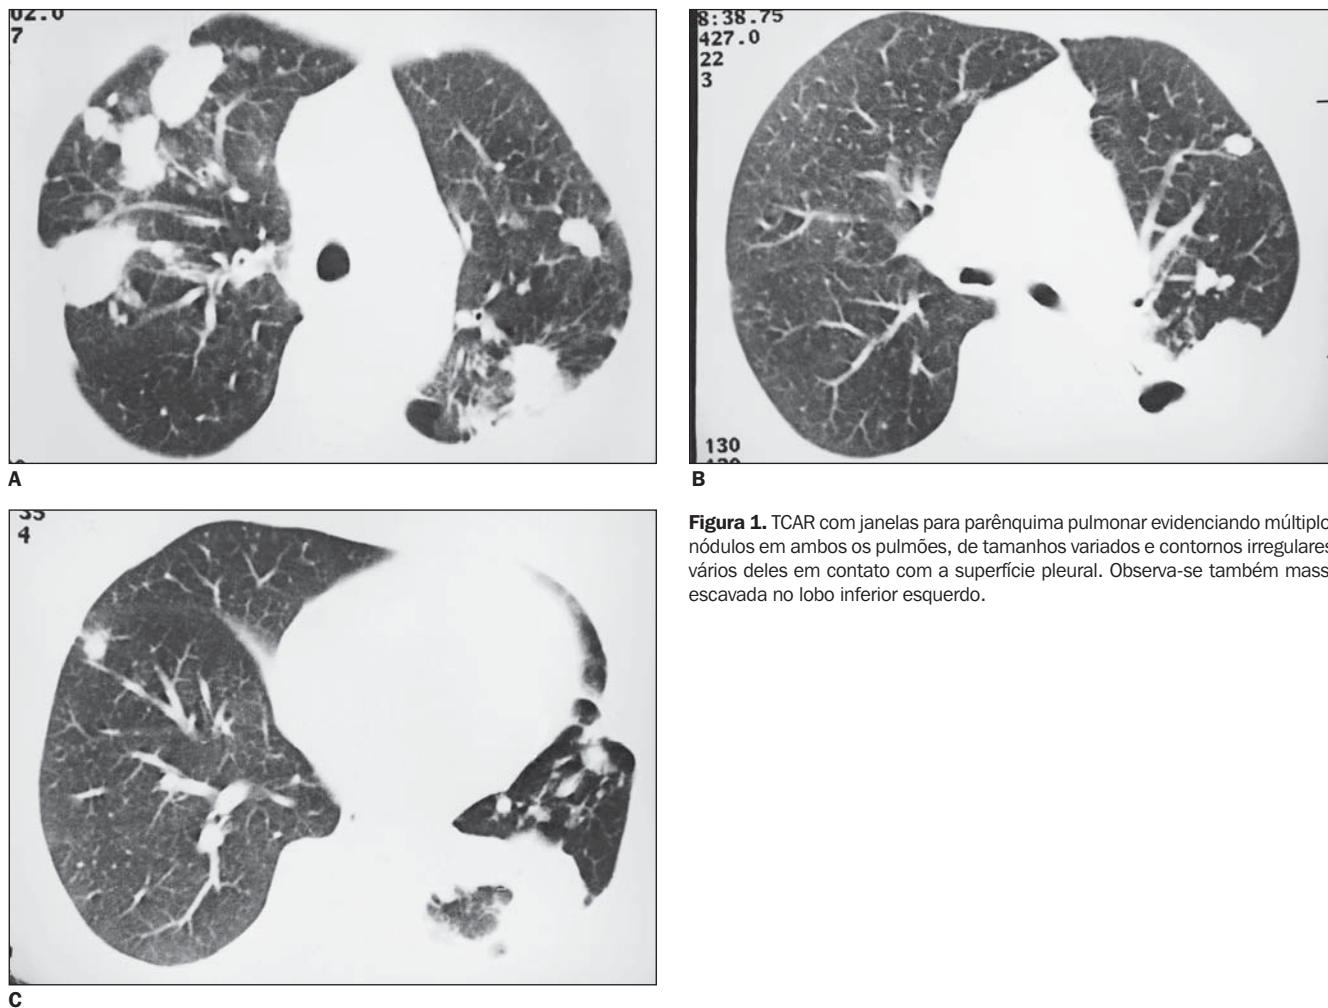 02.0
7
A
8:38.75
427.0
22
3
130
B
35
4
C
Figura 1. TCAR com janelas para parênquima pulmonar evidenciando múltiplo
nódulos em ambos os pulmões, de tamanhos variados e contornos irregulares
vários deles em contato com a superfície pleural. Observa-se também mass
escavada no lobo inferior esquerdo.